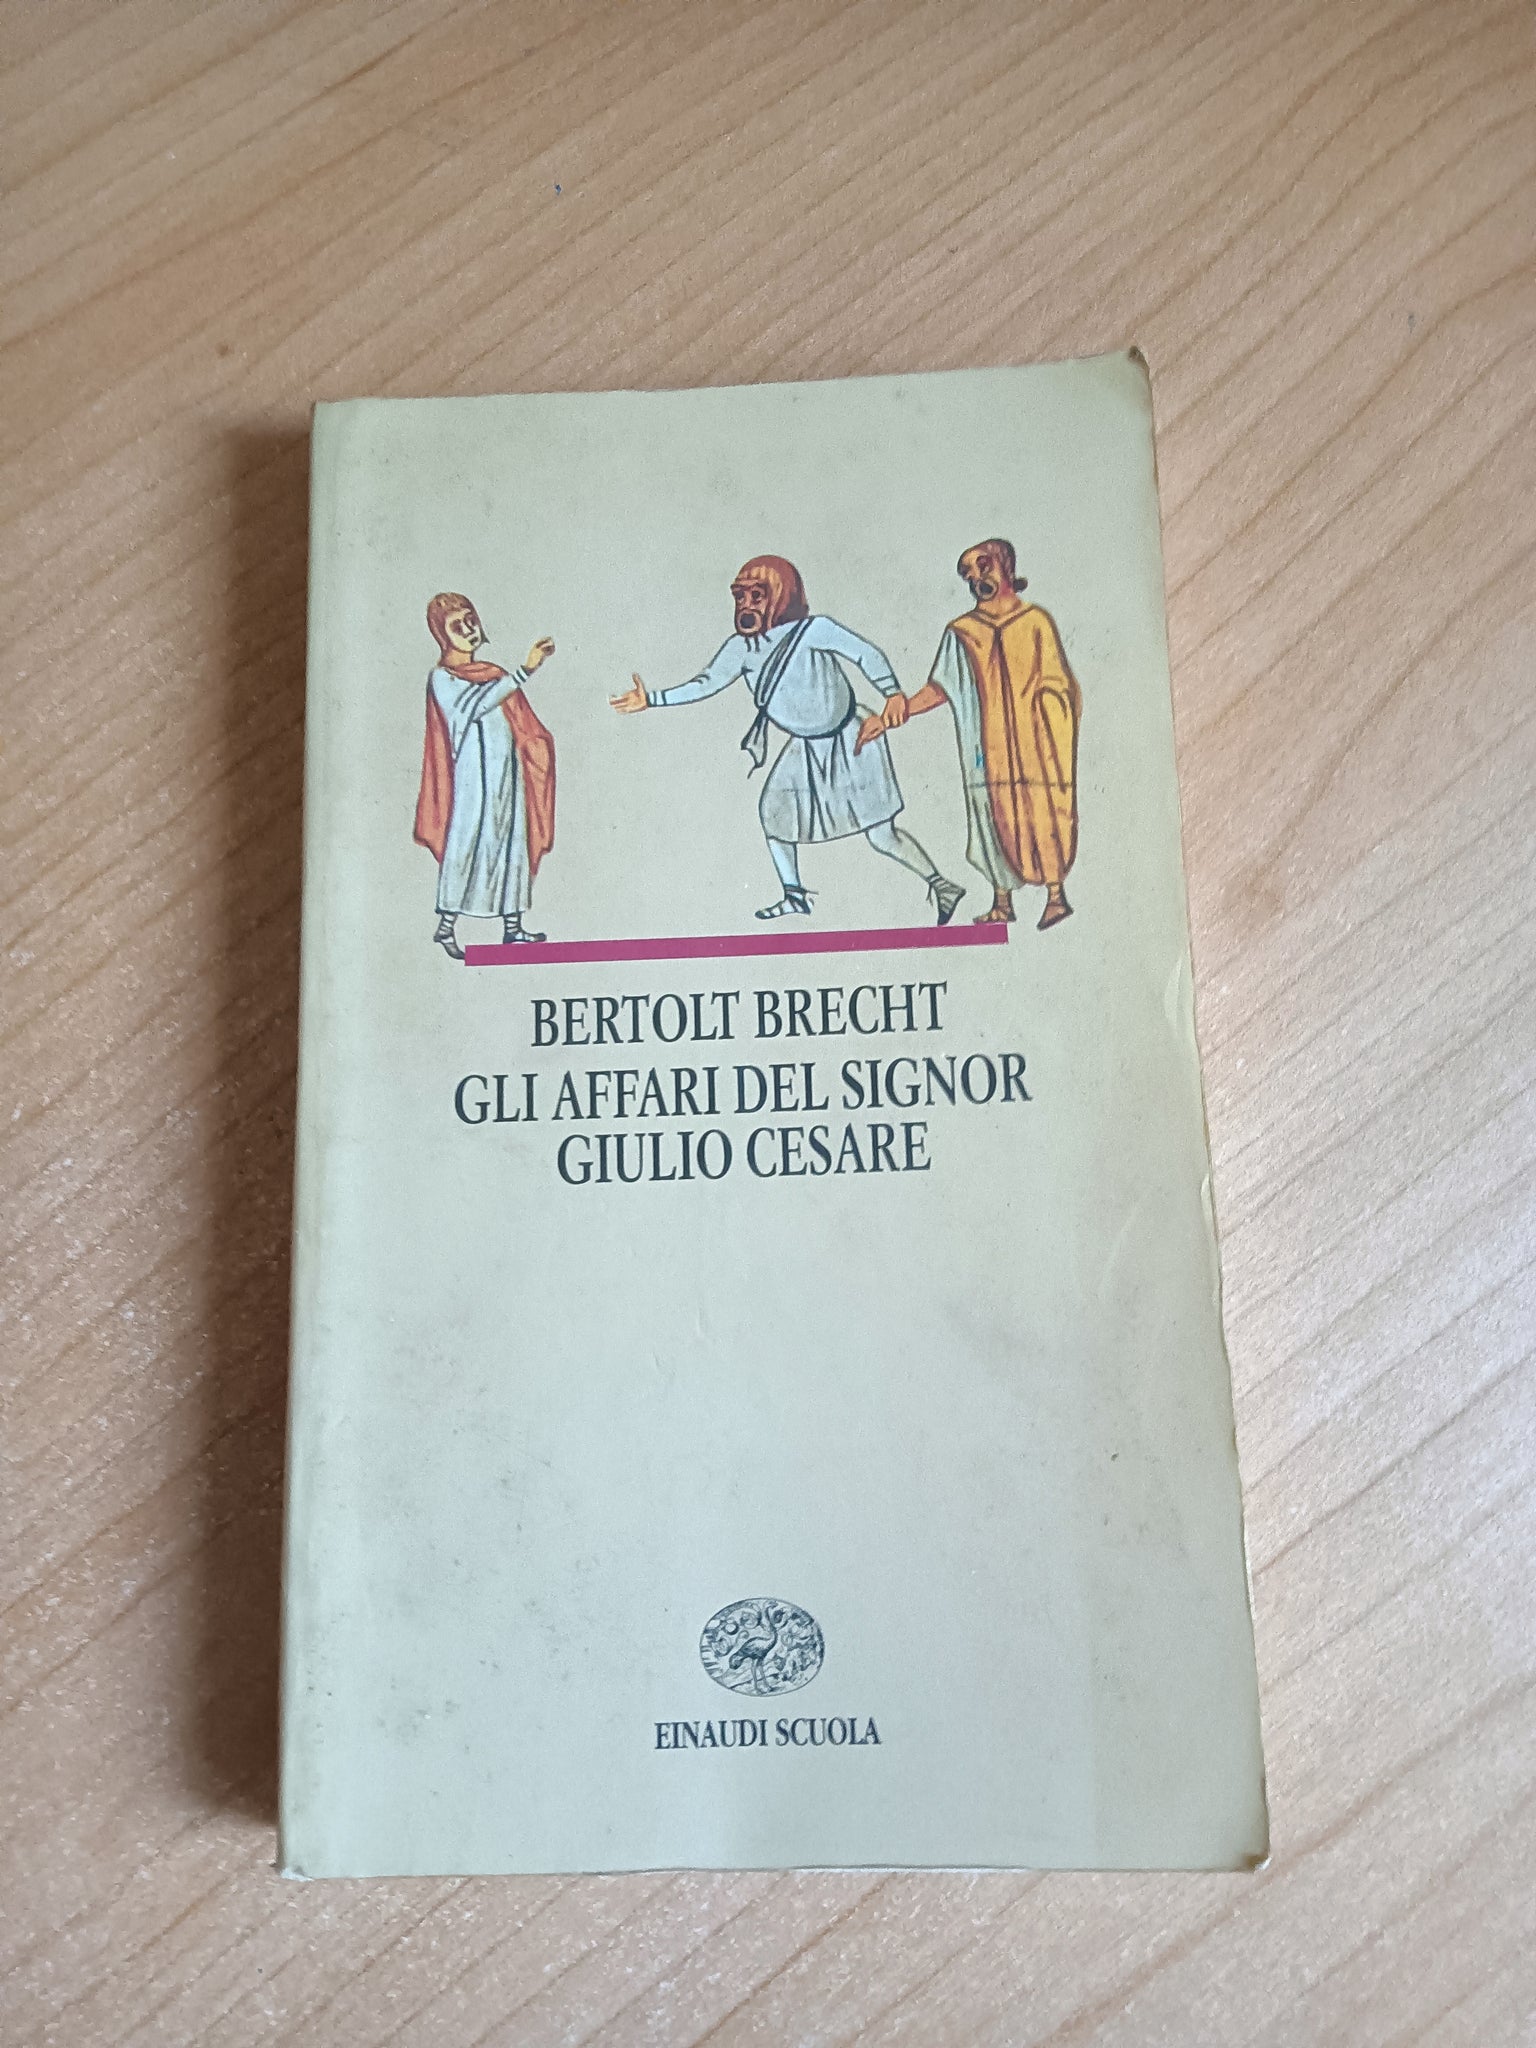 BERTOLT BRECHT
GLI AFFARI DEL SIGNOR
GIULIO CESARE
EINAUDI SCUOLA